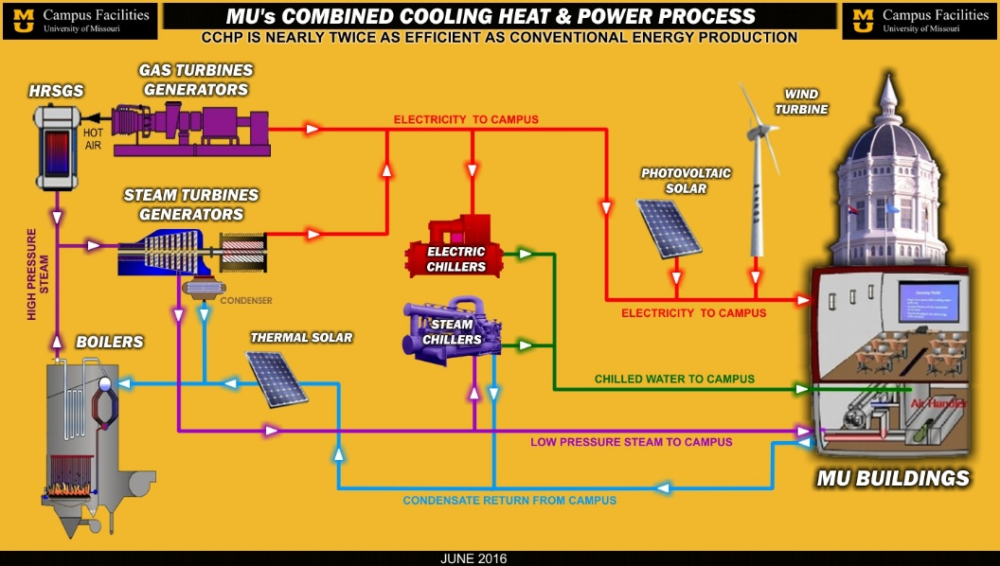 Campus Facilities
University of Missouri
MU's COMBINED COOLING HEAT & POWER PROCESS
CCHP IS NEARLY TWICE AS EFFICIENT AS CONVENTIONAL ENERGY PRODUCTION
Campus Facilities
University of Missouri
HRSGS
GAS TURBINES
GENERATORS
HOT
AIR
ELECTRICITY TO CAMPUS
WIND
TURBINE
PHOTOVOLTAIC
SOLAR
STEAM TURBINES
GENERATORS
HIGH PRESSURE
STEAM
CONDENSER
ELECTRIC
CHILLERS
ELECTRICITY TO CAMPUS
BOILERS
THERMAL SOLAR
STEAM
CHILLERS
CHILLED WATER TO CAMPUS
Air Handler
LOW PRESSURE STEAM TO CAMPUS
MU BUILDINGS
CONDENSATE RETURN FROM CAMPUS
JUNE 2016